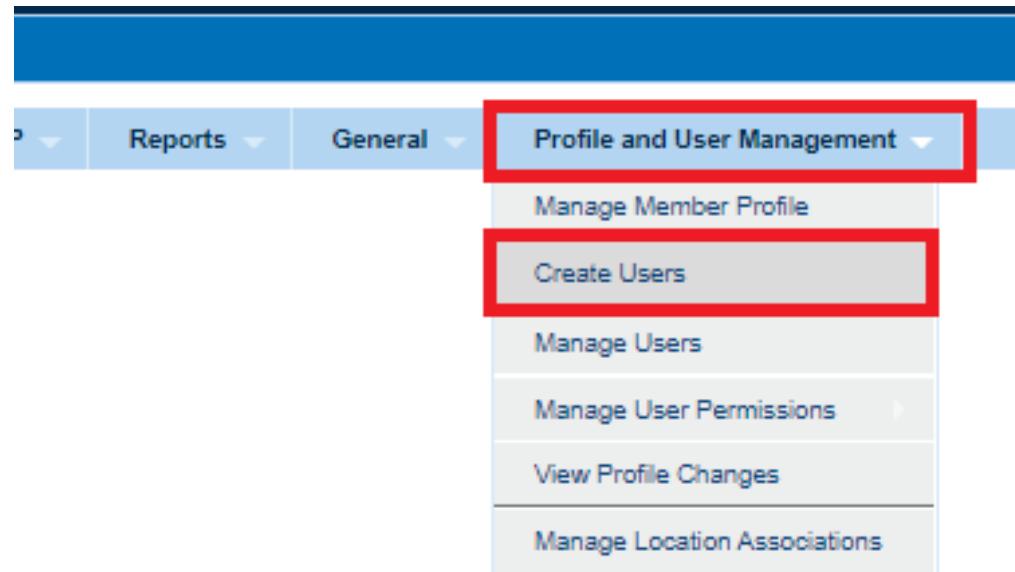 P Reports General Profile and User Management
Manage Member Profile
Create Users
Manage Users
Manage User Permissions
View Profile Changes
Manage Location Associations